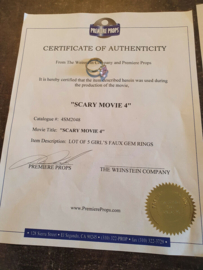 PREMIERE PROPS
CERTIFICATE OF AUTHENTICITY
From The Weinstein Company and Premiere Props
It is hereby certified that the item described herein was used during
the production of the movie,
"SCARY MOVIE 4"
Catalogue #:
Movie Title: "SCARY MOVIE 4"
Item Description: LOT OF 3 GIRL'S FAUX GEM RINGS
PREMIERE PROPS
THE WEINSTEIN COMPANY
www.PremiereProps.com